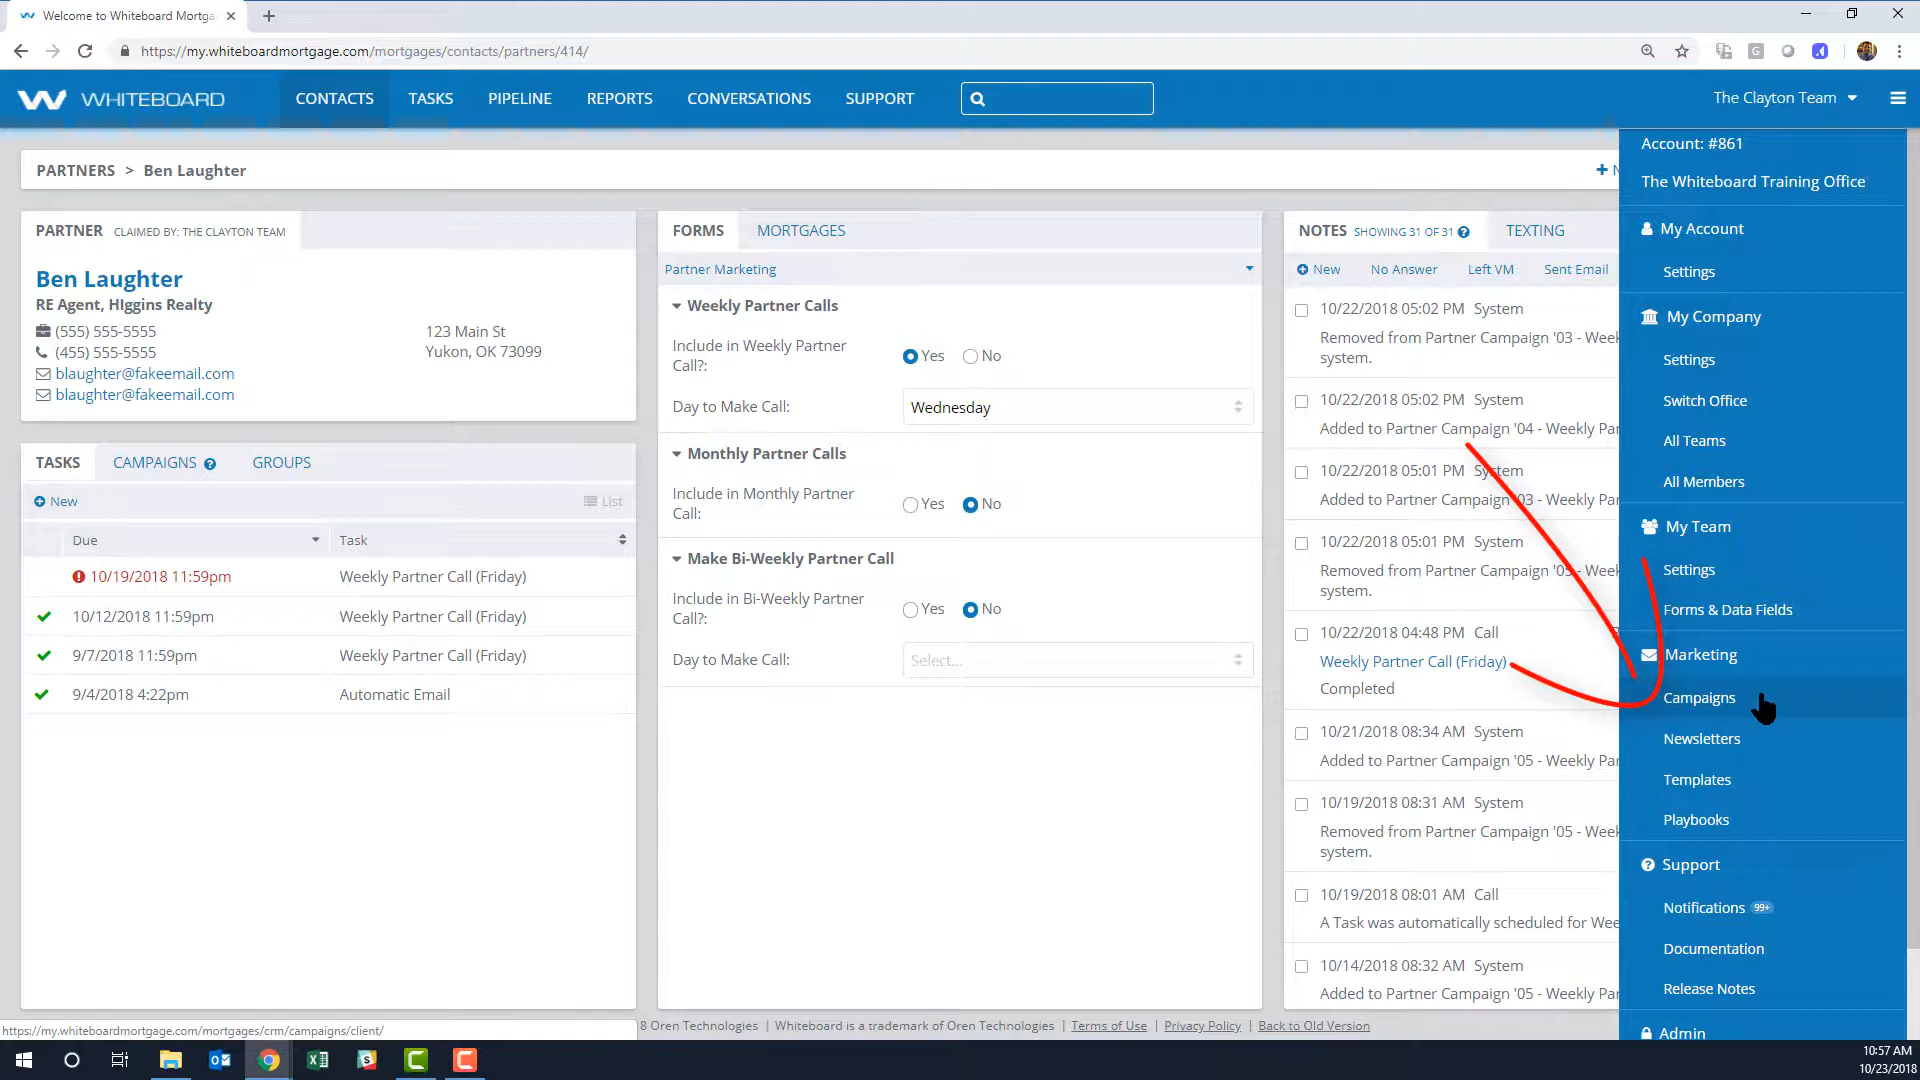 Welcome to Whiteboard Mortga
https://my.whiteboardmortgage.com/mortgages/contacts/partners/414/
WHITEBOARD
CONTACTS
TASKS
PIPELINE
REPORTS
CONVERSATIONS
SUPPORT
The Clayton Team
PARTNERS > Ben Laughter
PARTNER CLAIMED BY: THE CLAYTON TEAM
Ben Laughter
RE Agent, HIggins Realty
(555) 555-5555
(455) 555-5555
blaughter@fakeemail.com
blaughter@fakeemail.com
123 Main St
Yukon, OK 73099
TASKS
CAMPAIGNS
GROUPS
New
List
Due
Task
10/19/2018 11:59pm Weekly Partner Call (Friday)
10/12/2018 11:59pm Weekly Partner Call (Friday)
9/7/2018 11:59pm Weekly Partner Call (Friday)
9/4/2018 4:22pm Automatic Email
FORMS
MORTGAGES
Partner Marketing
Weekly Partner Calls
Include in Weekly Partner
Call?:
Yes No
Day to Make Call:
Wednesday
Monthly Partner Calls
Include in Monthly Partner
Call:
Yes No
Make Bi-Weekly Partner Call
Include in Bi-Weekly Partner
Call?:
Yes No
Day to Make Call:
Select...
NOTES SHOWING 31 OF 31
TEXTING
New
No Answer
Left VM
Sent Email
10/22/2018 05:02 PM System
Removed from Partner Campaign '03 - Week
system.
10/22/2018 05:02 PM System
Added to Partner Campaign '04 - Weekly Par
10/22/2018 05:01 PM System
Added to Partner Campaign '03 - Weekly Par
10/22/2018 05:01 PM System
Removed from Partner Campaign '05 - Week
system.
10/22/2018 04:48 PM Call
Weekly Partner Call (Friday)
Completed
10/21/2018 08:34 AM System
Added to Partner Campaign '05 - Weekly Par
10/19/2018 08:31 AM System
Removed from Partner Campaign '05 - Week
system.
10/19/2018 08:01 AM Call
A Task was automatically scheduled for Wee
10/14/2018 08:32 AM System
Added to Partner Campaign '05 - Weekly Par
Account: #861
The Whiteboard Training Office
My Account
Settings
My Company
Settings
Switch Office
All Teams
All Members
My Team
Settings
Forms & Data Fields
Marketing
Campaigns
Newsletters
Templates
Playbooks
Support
Notifications 99+
Documentation
Release Notes
Admin
https://my.whiteboardmortgage.com/mortgages/crm/campaigns/client/
8 Oren Technologies | Whiteboard is a trademark of Oren Technologies | Terms of Use | Privacy Policy | Back to Old Version
10:57 AM
10/23/2018